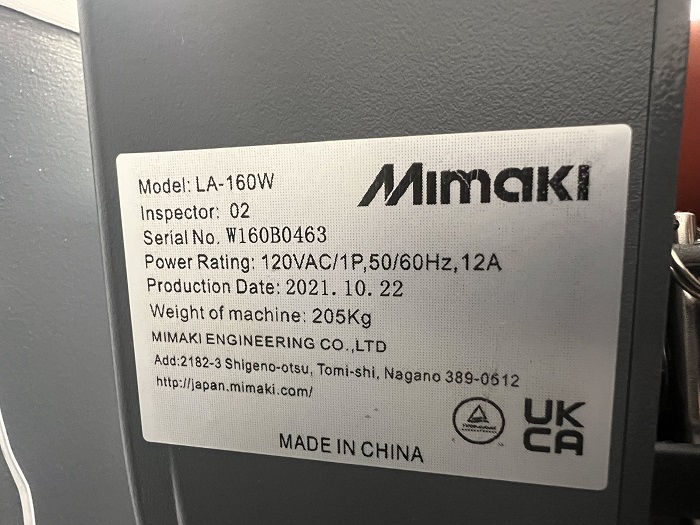 Mimaki
Model: LA-160W
Inspector: 02
Serial No. W160B0463
Power Rating: 120VAC/1P,50/60Hz,12A
Production Date: 2021.10.22
Weight of machine: 205Kg
MIMAKI ENGINEERING CO.,LTD
Add:2182-3 Shigeno-otsu, Tomi-shi, Nagano 389-0512
http://japan.mimaki.com/
UK
CA
MADE IN CHINA